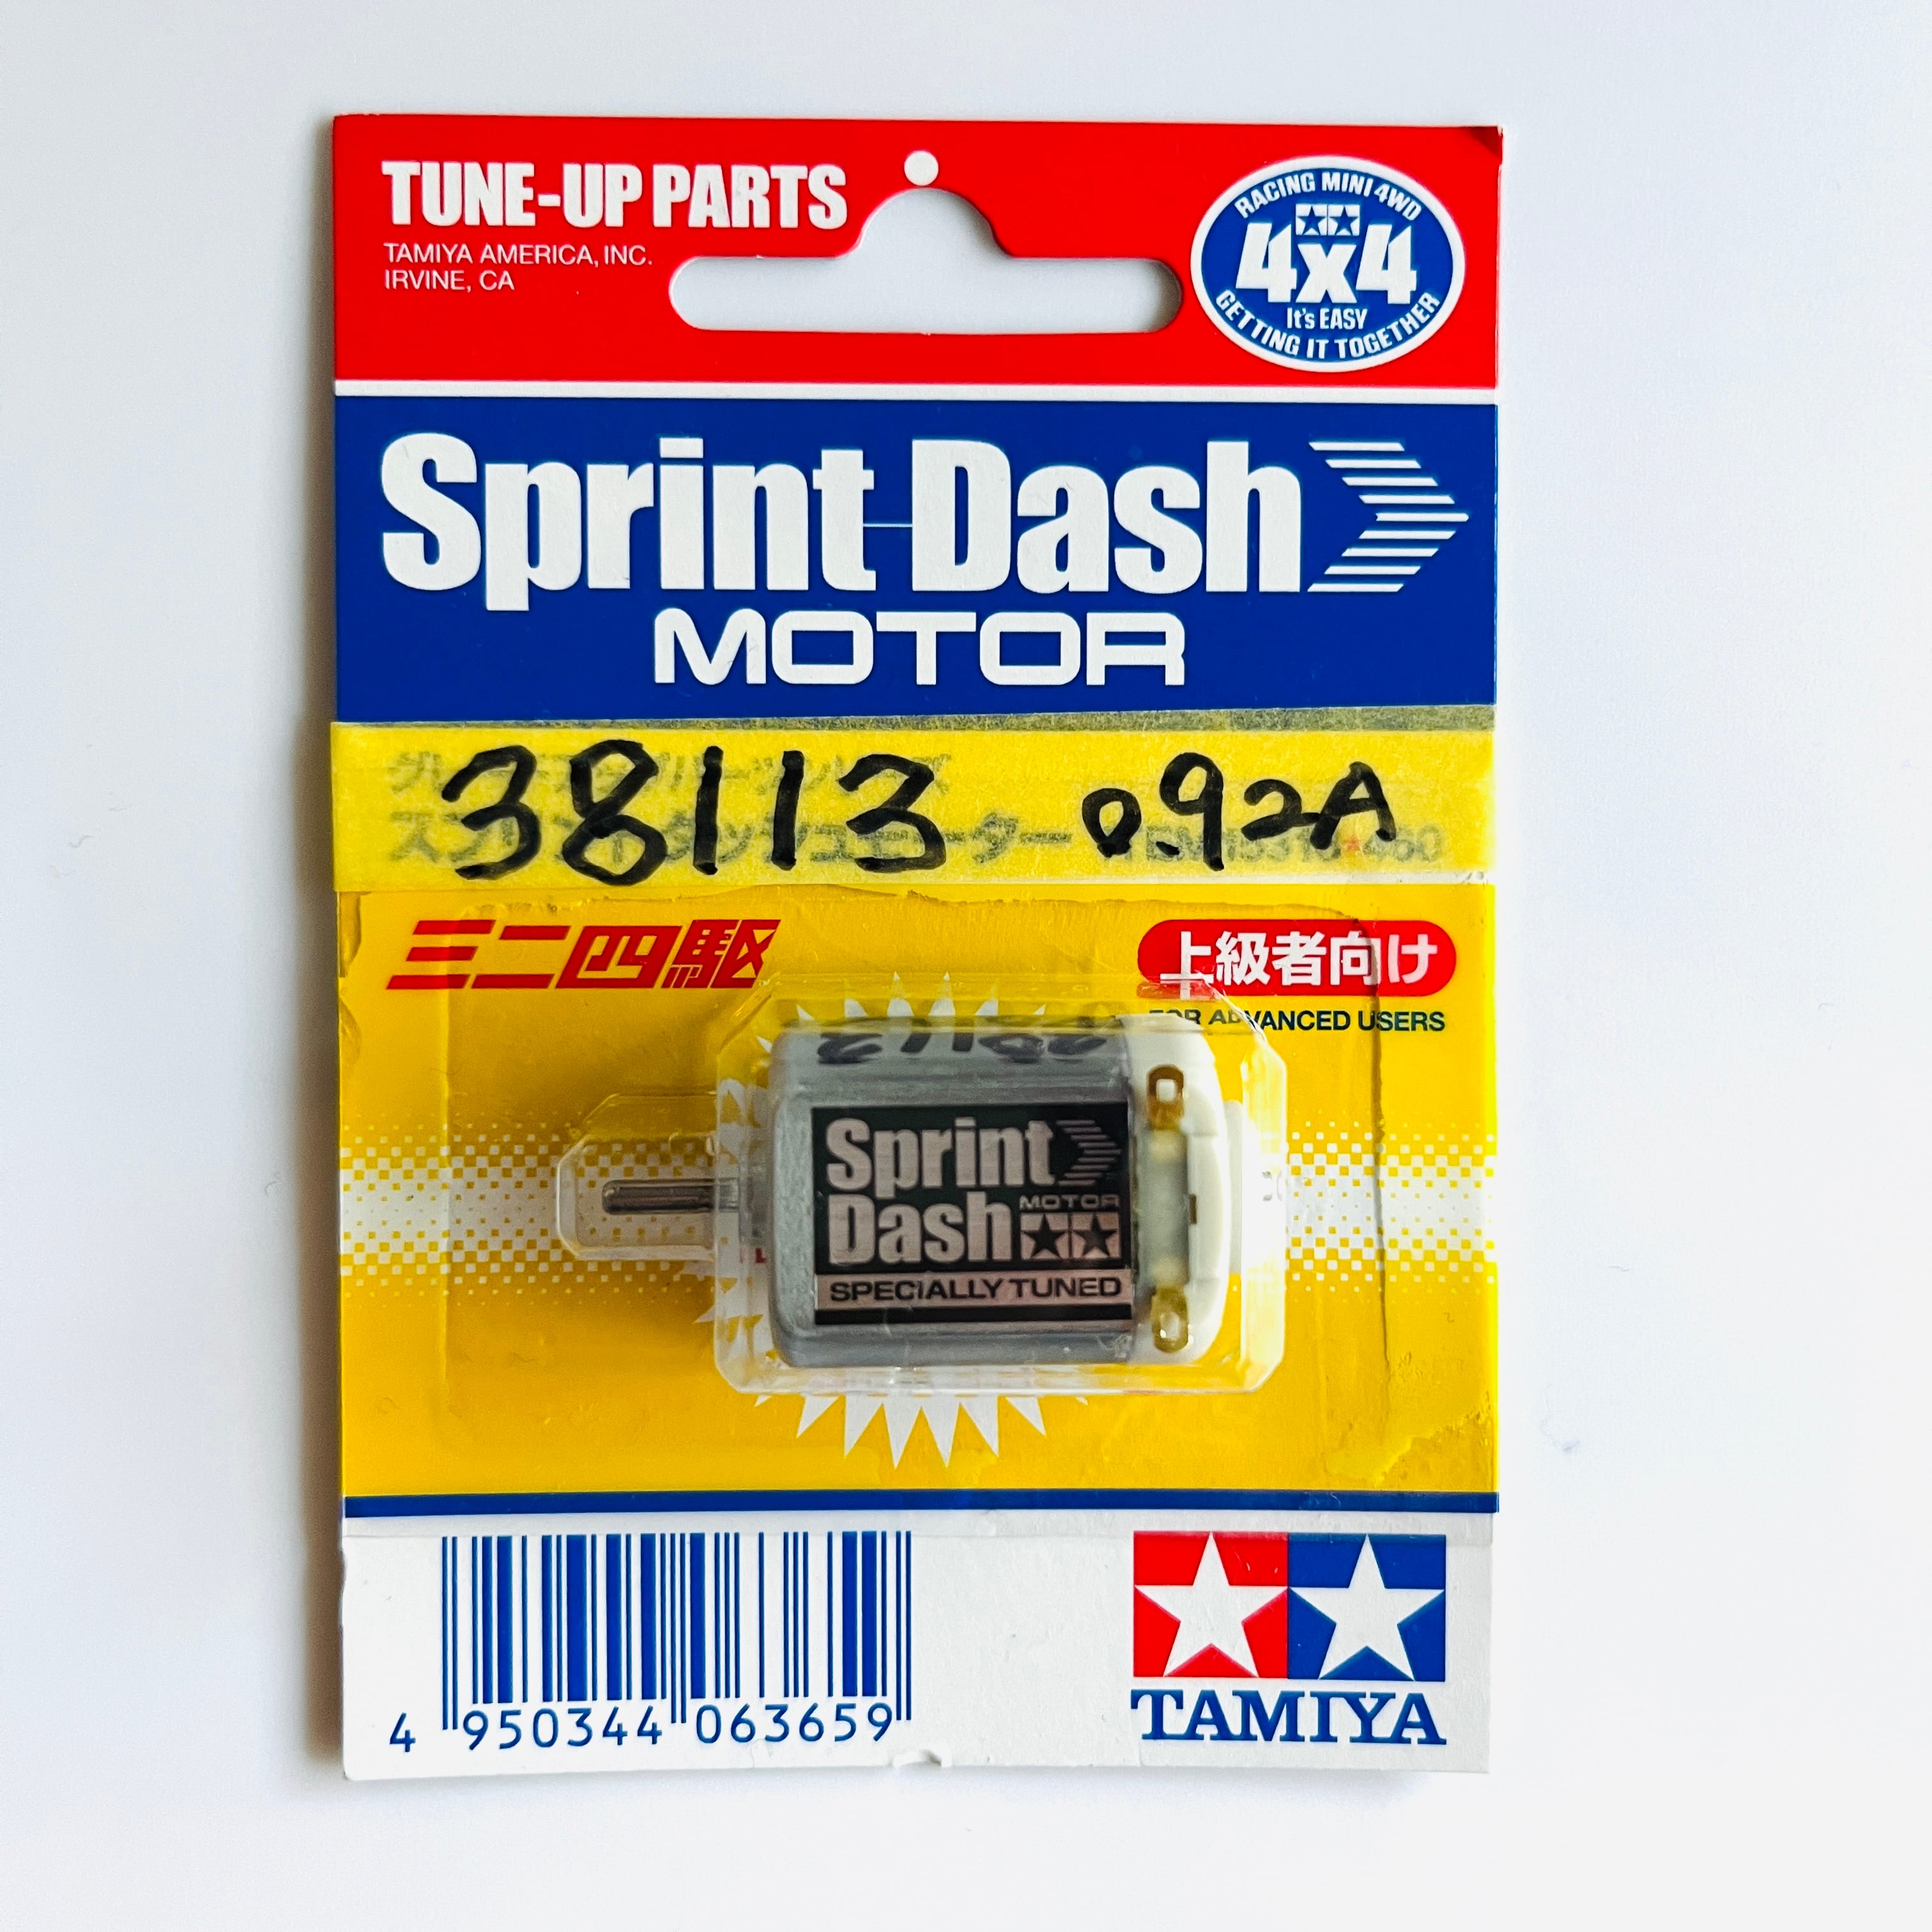 TUNE-UP PARTS
TAMIYA AMERICA, INC.
IRVINE, CA
RACING MINI 4WD
4x4
It's EASY
GETTING IT TOGETHER
Sprint-Dash
MOTOR
38113 0.92A
ミニ四駆
上級者向け
FOR ADVANCED USERS
Sprint
Dash MOTOR
SPECIALLY TUNED
4 950344 063659
TAMIYA